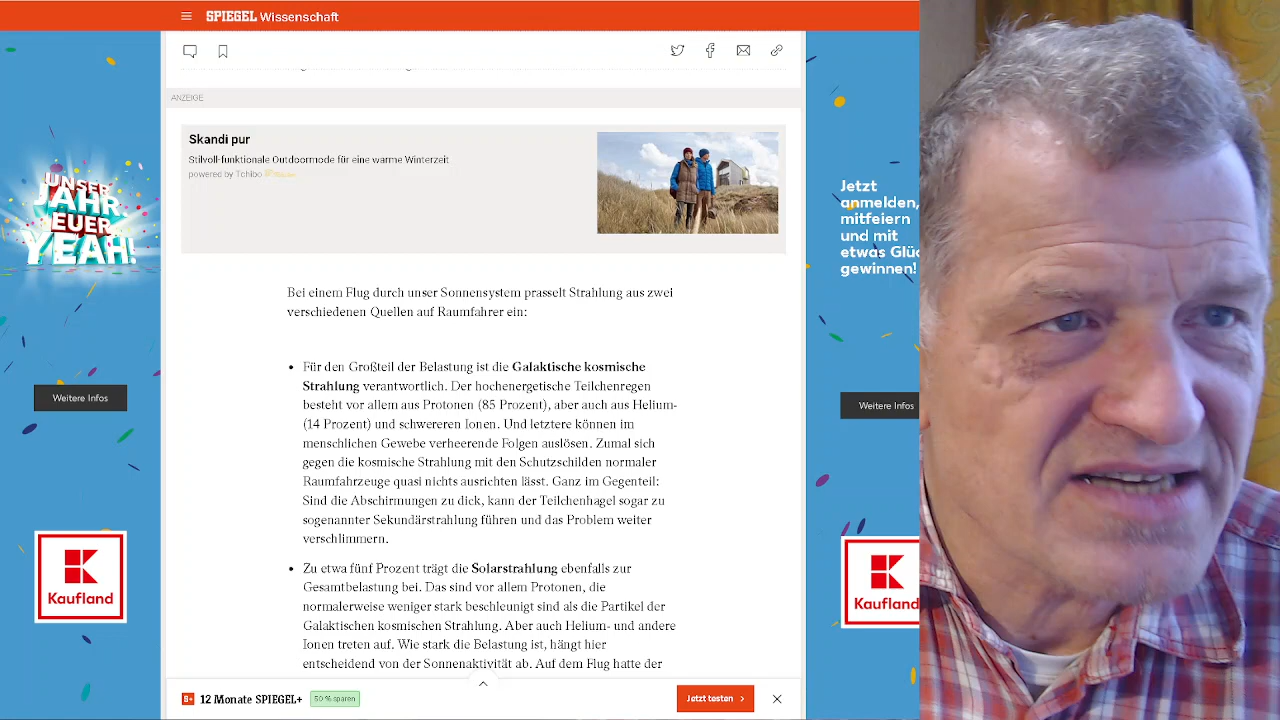 SPIEGEL Wissenschaft
ANZEIGE
Skandi pur
Stilvoll-funktionale Outdoormode für eine warme Winterzeit
powered by Tchibo
UNSER
JAHR.
EUER
YEAH!
Weitere Infos
Kaufland
Bei einem Flug durch unser Sonnensystem prasselt Strahlung aus zwei
verschiedenen Quellen auf Raumfahrer ein:
Für den Großteil der Belastung ist die Galaktische kosmische
Strahlung verantwortlich. Der hochenergetische Teilchenregen
besteht vor allem aus Protonen (85 Prozent), aber auch aus Helium-
(14 Prozent) und schwereren Ionen. Und letztere können im
menschlichen Gewebe verheerende Folgen auslösen. Zumal sich
gegen die kosmische Strahlung mit den Schutzschilden normaler
Raumfahrzeuge quasi nichts ausrichten lässt. Ganz im Gegenteil:
Sind die Abschirmungen zu dick, kann der Teilchenhagel sogar zu
sogenannter Sekundärstrahlung führen und das Problem weiter
verschlimmern.
Zu etwa fünf Prozent trägt die Solarstrahlung ebenfalls zur
Gesamtbelastung bei. Das sind vor allem Protonen, die
normalerweise weniger stark beschleunigt sind als die Partikel der
Galaktischen kosmischen Strahlung. Aber auch Helium- und andere
Ionen treten auf. Wie stark die Belastung ist, hängt hier
entscheidend von der Sonnenaktivität ab. Auf dem Flug hatte der
Jetzt
anmelden,
mitfeiern
und mit
etwas Glüc
gewinnen!
Weitere Infos
Kaufland
S+ 12 Monate SPIEGEL+ 50 % sparen
Jetzt testen